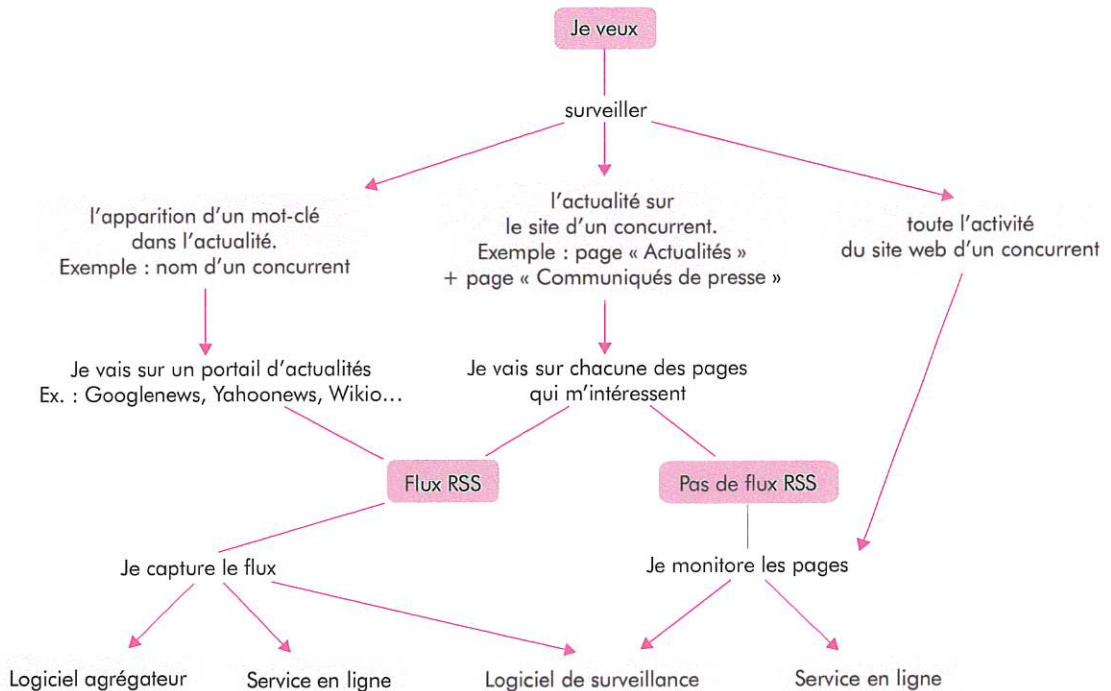 Je veux
surveiller
l'apparition d'un mot-clé
dans l'actualité.
Exemple : nom d'un concurrent
l'actualité sur
le site d'un concurrent.
Exemple : page « Actualités »
+ page « Communiqués de presse »
toute l'activité
du site web d'un concurrent
Je vais sur un portail d'actualités
Ex. : Googlenews, Yahoonews, Wikio...
Je vais sur chacune des pages
qui m'intéressent
Flux RSS
Pas de flux RSS
Je capture le flux
Je monitore les pages
Logiciel agrégateur
Service en ligne
Logiciel de surveillance
Service en ligne